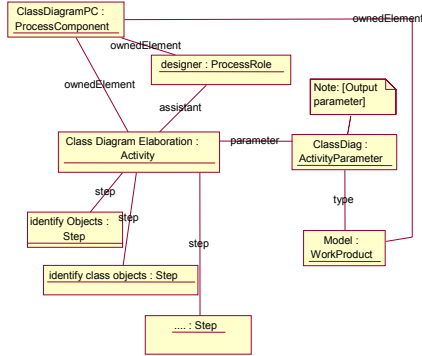 ClassDiagramPC :
ProcessComponent
ownedElement
ownedElement
designer : ProcessRole
ownedElement
Note: [Output
parameter]
assistant
Class Diagram Elaboration :
Activity
parameter
ClassDiag :
ActivityParameter
step
type
identify Objects :
Step
step
step
Model :
WorkProduct
identify class objects : Step
.... : Step